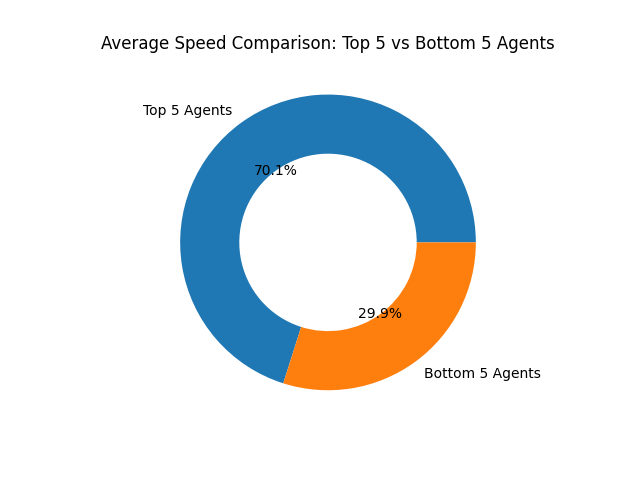 Average Speed Comparison: Top 5 vs Bottom 5 Agents
Top 5 Agents
70.1%
29.9%
Bottom 5 Agents